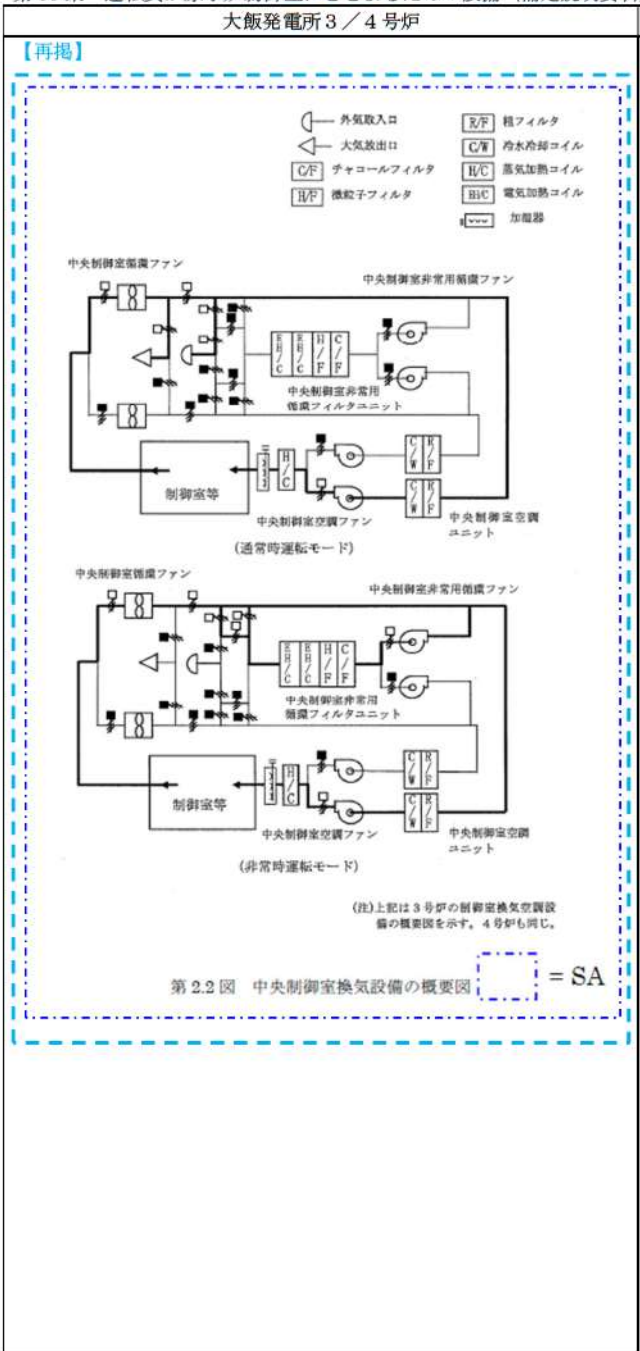 大飯発電所３／４号炉
【再掲】
外気取入口
大気放出口
C/F チャコールフィルタ
H/F 微粒子フィルタ
R/F 粗フィルタ
C/W 冷水冷却コイル
H/C 蒸気加熱コイル
EH/C 電気加熱コイル
加湿器
中央制御室循環ファン
中央制御室非常用循環ファン
EH/C
EH/C
H/F
C/F
中央制御室非常用
循環フィルタユニット
C/W
R/F
制御室等
H/C
C/W
R/F
中央制御室空調ファン
中央制御室空調
ユニット
(通常時運転モード)
中央制御室循環ファン
中央制御室非常用循環ファン
EH/C
EH/C
H/F
C/F
中央制御室非常用
循環フィルタユニット
C/W
R/F
制御室等
H/C
C/W
R/F
中央制御室空調ファン
中央制御室空調
ユニット
(非常時運転モード)
(注)上記は３号炉の制御室換気空調設
備の概要図を示す。４号炉も同じ。
第 2.2 図　中央制御室換気設備の概要図
= SA